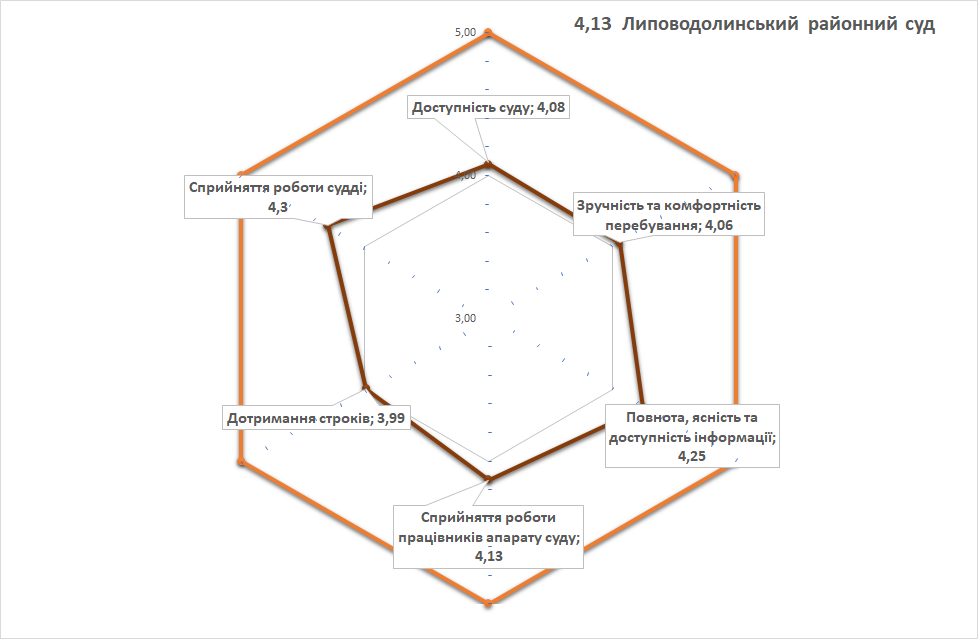 4,13 Липоводолинський районний суд
5,00
Доступність суду; 4,08
4,00
Сприйняття роботи судді;
4,3
Зручність та комфортність
перебування; 4,06
3,00
Дотримання строків; 3,99
Повнота, ясність та
доступність інформації;
4,25
Сприйняття роботи
працівників апарату суду;
4,13